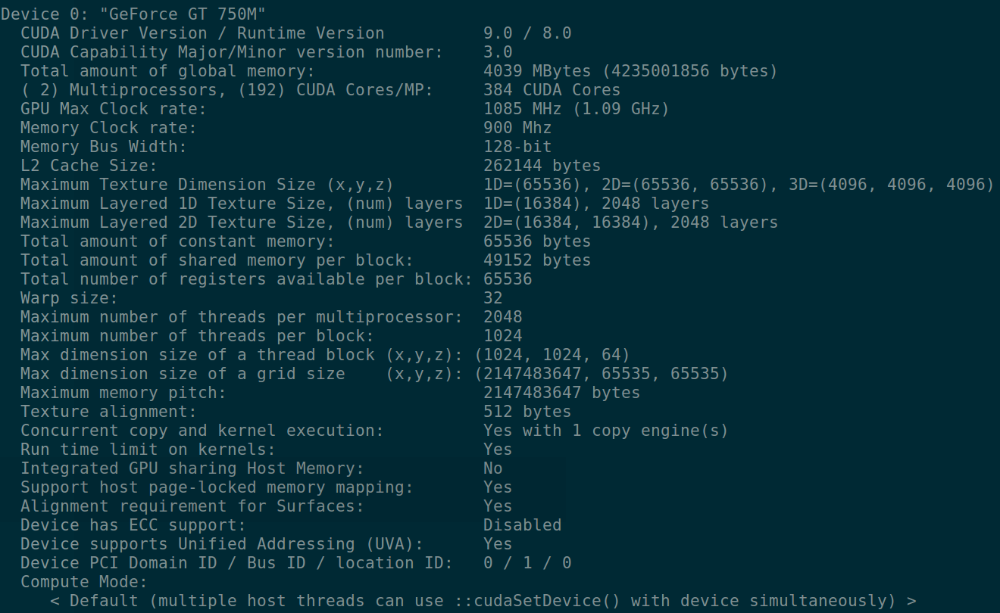 Device 0: "GeForce GT 750M"
  CUDA Driver Version / Runtime Version          9.0 / 8.0
  CUDA Capability Major/Minor version number:    3.0
  Total amount of global memory:                 4039 MBytes (4235001856 bytes)
  ( 2) Multiprocessors, (192) CUDA Cores/MP:     384 CUDA Cores
  GPU Max Clock rate:                            1085 MHz (1.09 GHz)
  Memory Clock rate:                             900 Mhz
  Memory Bus Width:                              128-bit
  L2 Cache Size:                                 262144 bytes
  Maximum Texture Dimension Size (x,y,z)         1D=(65536), 2D=(65536, 65536), 3D=(4096, 4096, 4096)
  Maximum Layered 1D Texture Size, (num) layers  1D=(16384), 2048 layers
  Maximum Layered 2D Texture Size, (num) layers  2D=(16384, 16384), 2048 layers
  Total amount of constant memory:               65536 bytes
  Total amount of shared memory per block:       49152 bytes
  Total number of registers available per block: 65536
  Warp size:                                     32
  Maximum number of threads per multiprocessor:  2048
  Maximum number of threads per block:           1024
  Max dimension size of a thread block (x,y,z): (1024, 1024, 64)
  Max dimension size of a grid size    (x,y,z): (2147483647, 65535, 65535)
  Maximum memory pitch:                          2147483647 bytes
  Texture alignment:                             512 bytes
  Concurrent copy and kernel execution:          Yes with 1 copy engine(s)
  Run time limit on kernels:                     Yes
  Integrated GPU sharing Host Memory:            No
  Support host page-locked memory mapping:       Yes
  Alignment requirement for Surfaces:            Yes
  Device has ECC support:                        Disabled
  Device supports Unified Addressing (UVA):      Yes
  Device PCI Domain ID / Bus ID / location ID:   0 / 1 / 0
  Compute Mode:
     < Default (multiple host threads can use ::cudaSetDevice() with device simultaneously) >